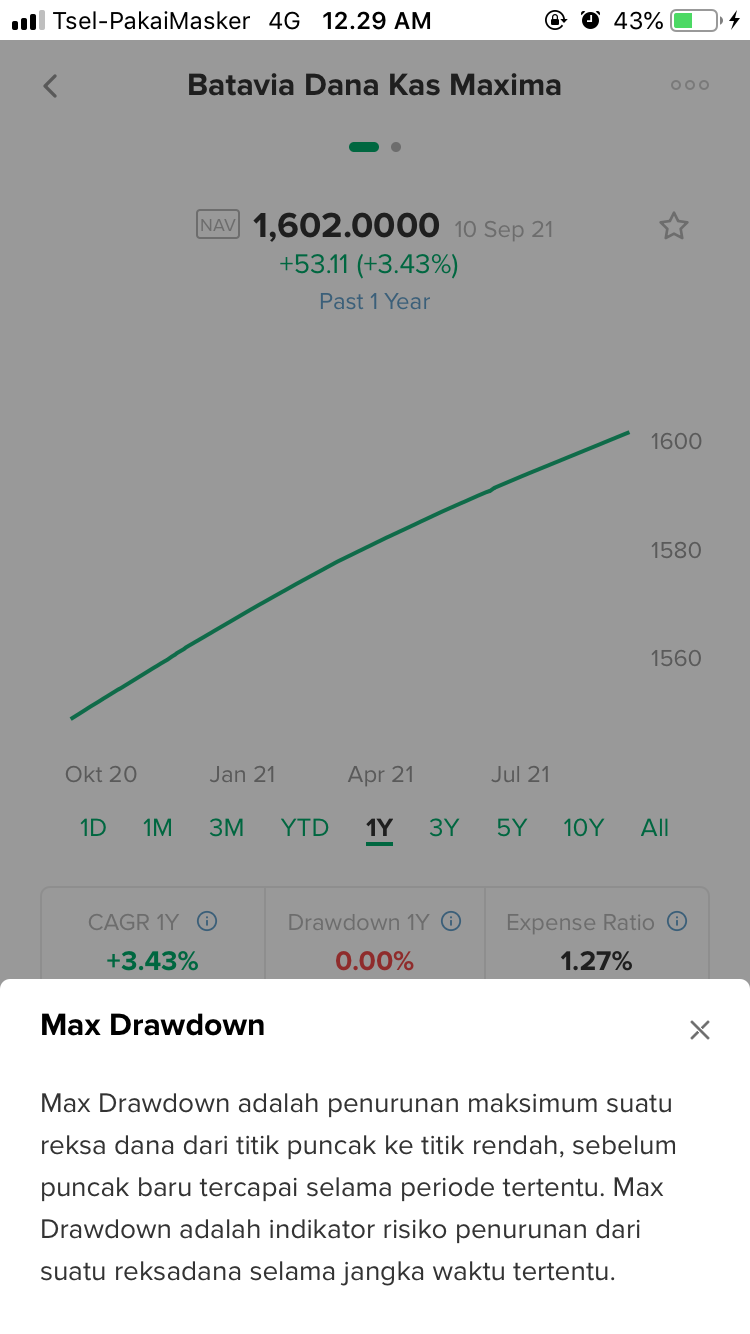 Tsel-PakaiMasker 4G 12.29 AM 43%
Batavia Dana Kas Maxima
NAV 1,602.0000 10 Sep 21
+53.11 (+3.43%)
Past 1 Year
1600
1580
1560
Okt 20 Jan 21 Apr 21 Jul 21
1D 1M 3M YTD 1Y 3Y 5Y 10Y All
CAGR 1Y Drawdown 1Y Expense Ratio
+3.43% 0.00% 1.27%
Max Drawdown
Max Drawdown adalah penurunan maksimum suatu
reksa dana dari titik puncak ke titik rendah, sebelum
puncak baru tercapai selama periode tertentu. Max
Drawdown adalah indikator risiko penurunan dari
suatu reksadana selama jangka waktu tertentu.